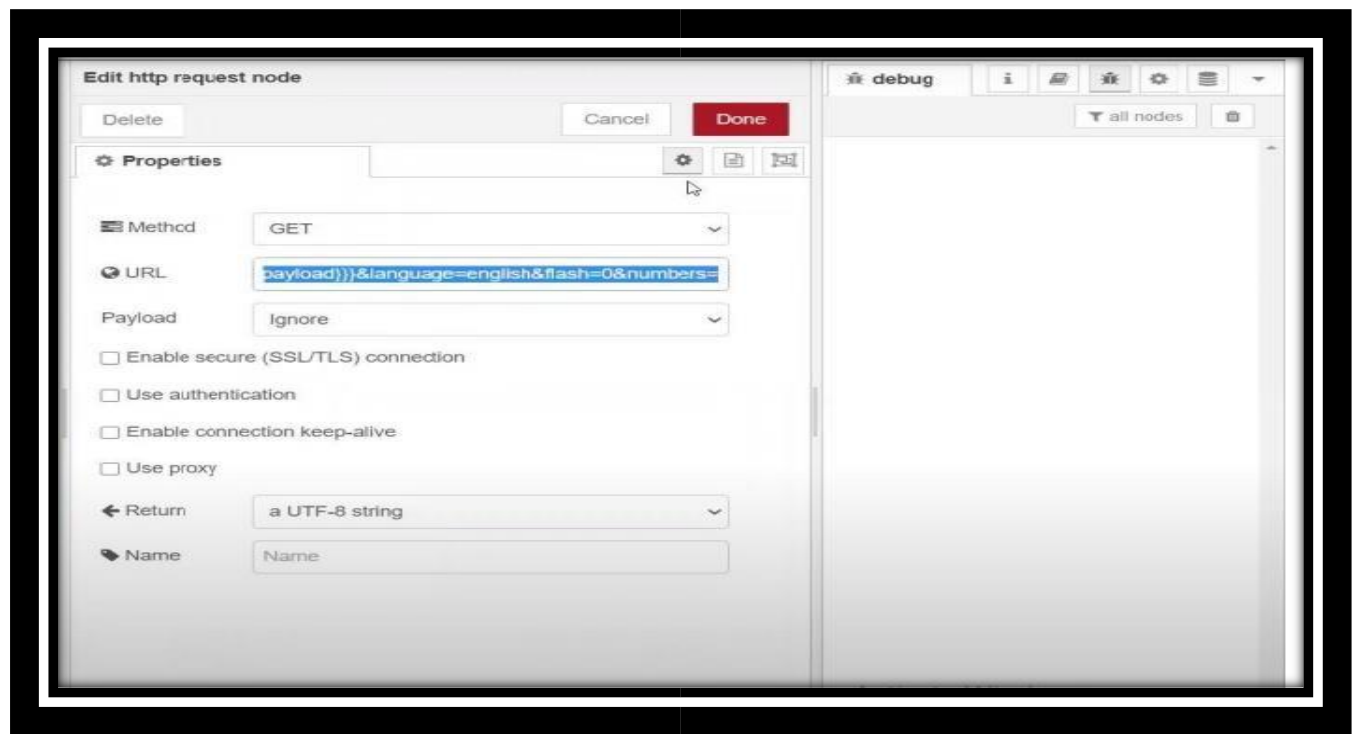 Edit http request node
debug
i
Delete
Cancel
Done
all nodes
Properties
Method
GET
URL
payload}}}&language=english&flash=0&numbers=
Payload
Ignore
Enable secure (SSL/TLS) connection
Use authentication
Enable connection keep-alive
Use proxy
Return
a UTF-8 string
Name
Name